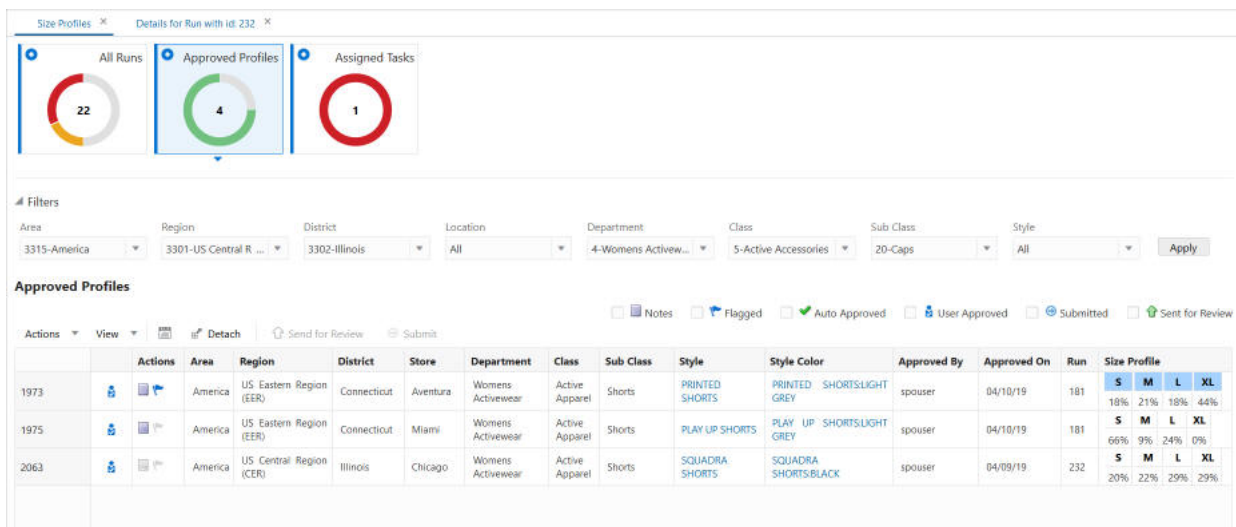 Size Profiles × Details for Run with id: 232 ×
All Runs Approved Profiles Assigned Tasks
22 4 1
Filters
Area Region District Location Department Class Sub Class Style
3315-America 3301-US Central R ... 3302-Illinois All 4-Womens Activew... 5-Active Accessories 20-Caps All Apply
Approved Profiles
Notes Flagged Auto Approved User Approved Submitted Sent for Review
Actions View Detach Send for Review Submit
Actions Area Region District Store Department Class Sub Class Style Style Color Approved By Approved On Run Size Profile
1973 America US Eastern Region (EER) Connecticut Aventura Womens Activewear Active Apparel Shorts PRINTED SHORTS PRINTED SHORTS:LIGHT GREY spouser 04/10/19 181 S M L XL
18% 21% 18% 44%
1975 America US Eastern Region (EER) Connecticut Miami Womens Activewear Active Apparel Shorts PLAY UP SHORTS PLAY UP SHORTS:LIGHT GREY spouser 04/10/19 181 S M L XL
66% 9% 24% 0%
2063 America US Central Region (CER) Illinois Chicago Womens Activewear Active Apparel Shorts SQUADRA SHORTS SQUADRA SHORTS:BLACK spouser 04/09/19 232 S M L XL
20% 22% 29% 29%